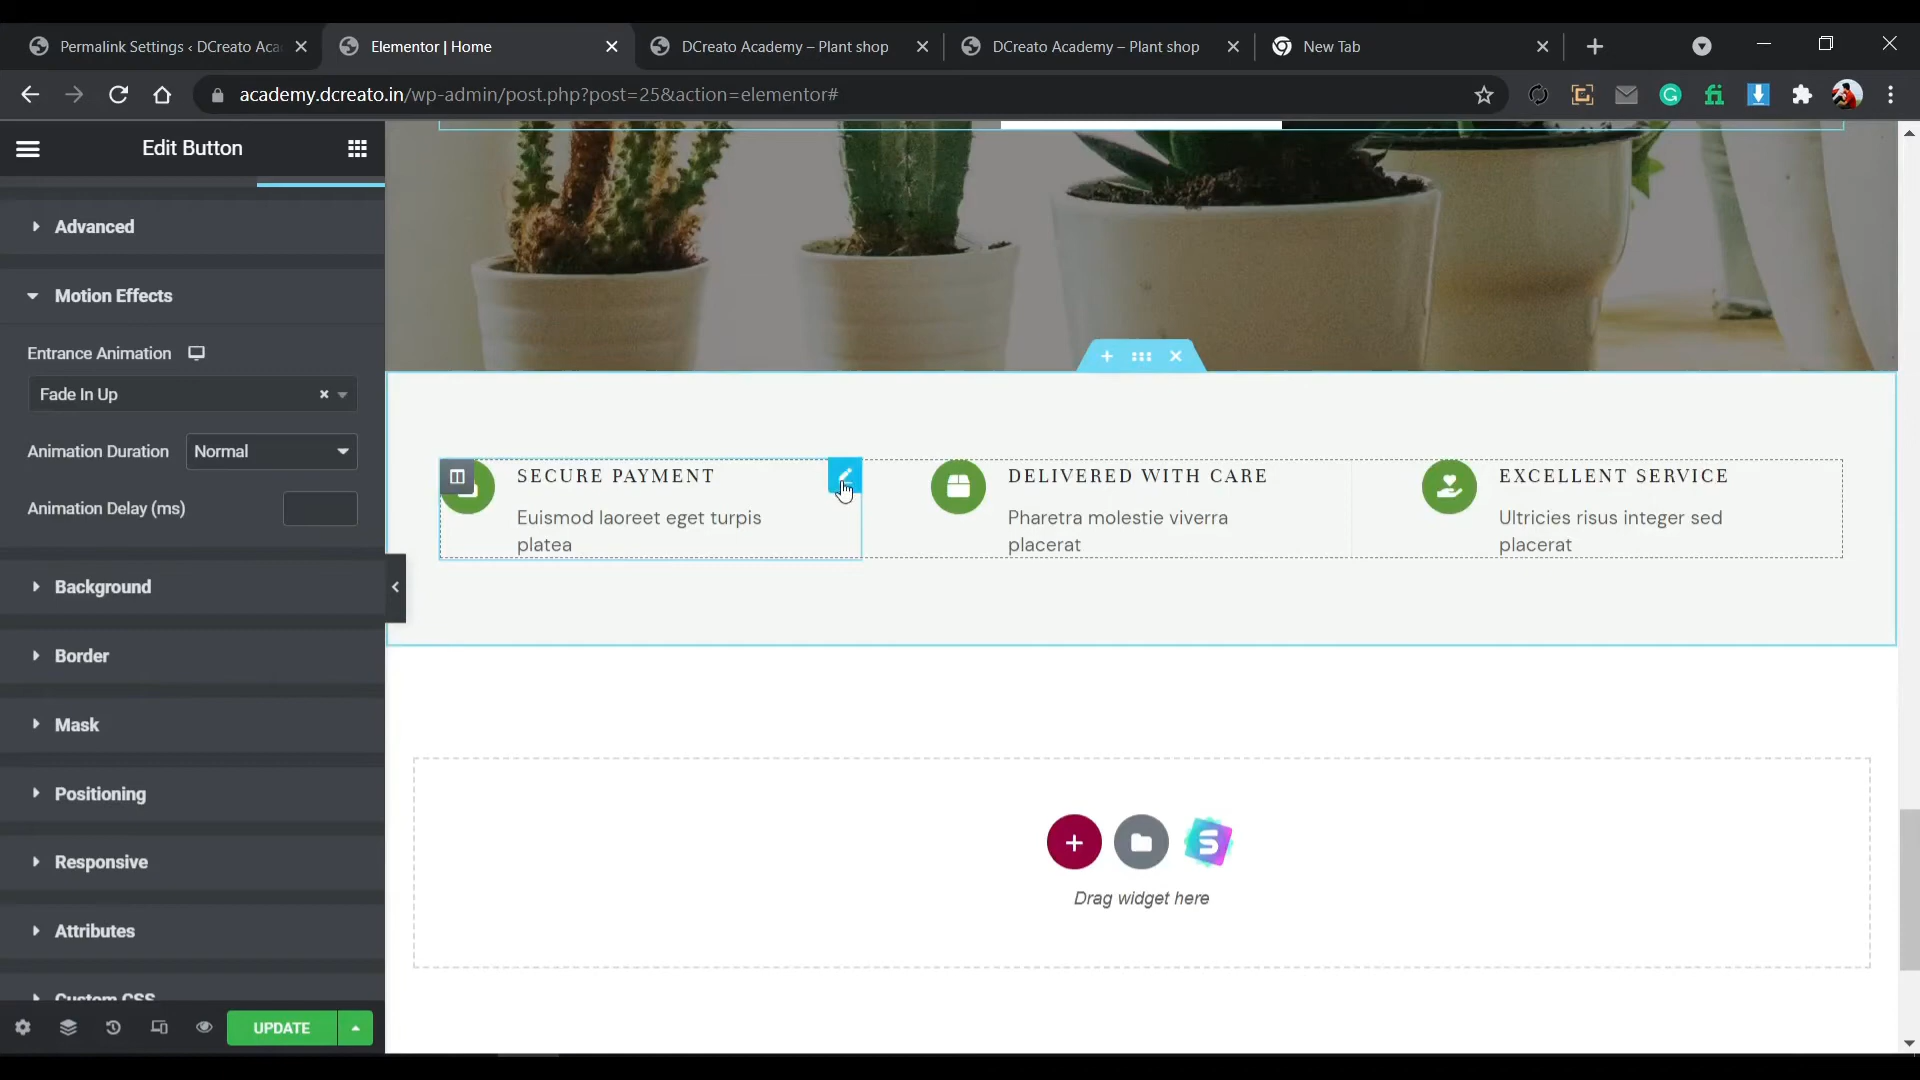 Permalink Settings ‹ DCreato Aca
Elementor | Home
DCreato Academy – Plant shop
DCreato Academy – Plant shop
New Tab
academy.dcreato.in/wp-admin/post.php?post=25&action=elementor#
Edit Button
Advanced
Motion Effects
Entrance Animation
Fade In Up
Animation Duration
Normal
Animation Delay (ms)
Background
Border
Mask
Positioning
Responsive
Attributes
Custom CSS
UPDATE
SECURE PAYMENT
Euismod laoreet eget turpis
platea
DELIVERED WITH CARE
Pharetra molestie viverra
placerat
EXCELLENT SERVICE
Ultricies risus integer sed
placerat
Drag widget here